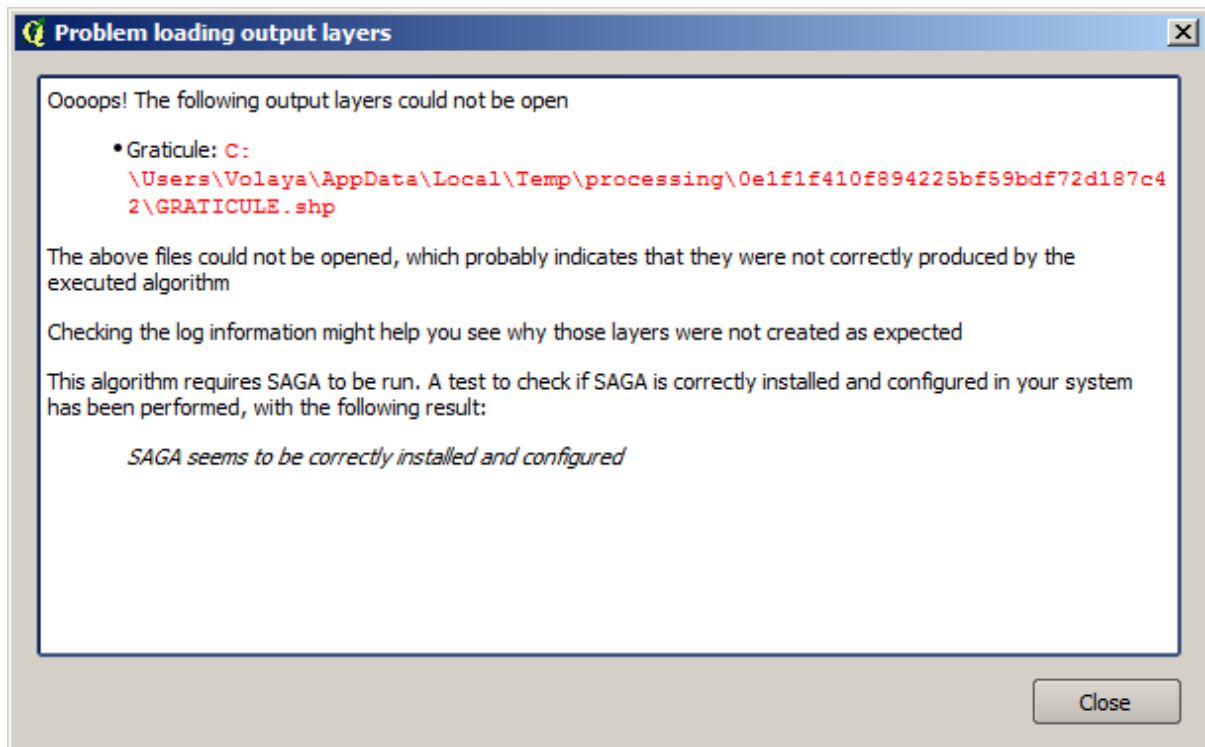 Problem loading output layers
Oooops! The following output layers could not be open
• Graticule: C:
\Users\Volaya\AppData\Local\Temp\processing\0e1f1f410f894225bf59bdf72d187c4
2\GRATICULE.shp
The above files could not be opened, which probably indicates that they were not correctly produced by the
executed algorithm
Checking the log information might help you see why those layers were not created as expected
This algorithm requires SAGA to be run. A test to check if SAGA is correctly installed and configured in your system
has been performed, with the following result:
SAGA seems to be correctly installed and configured
Close